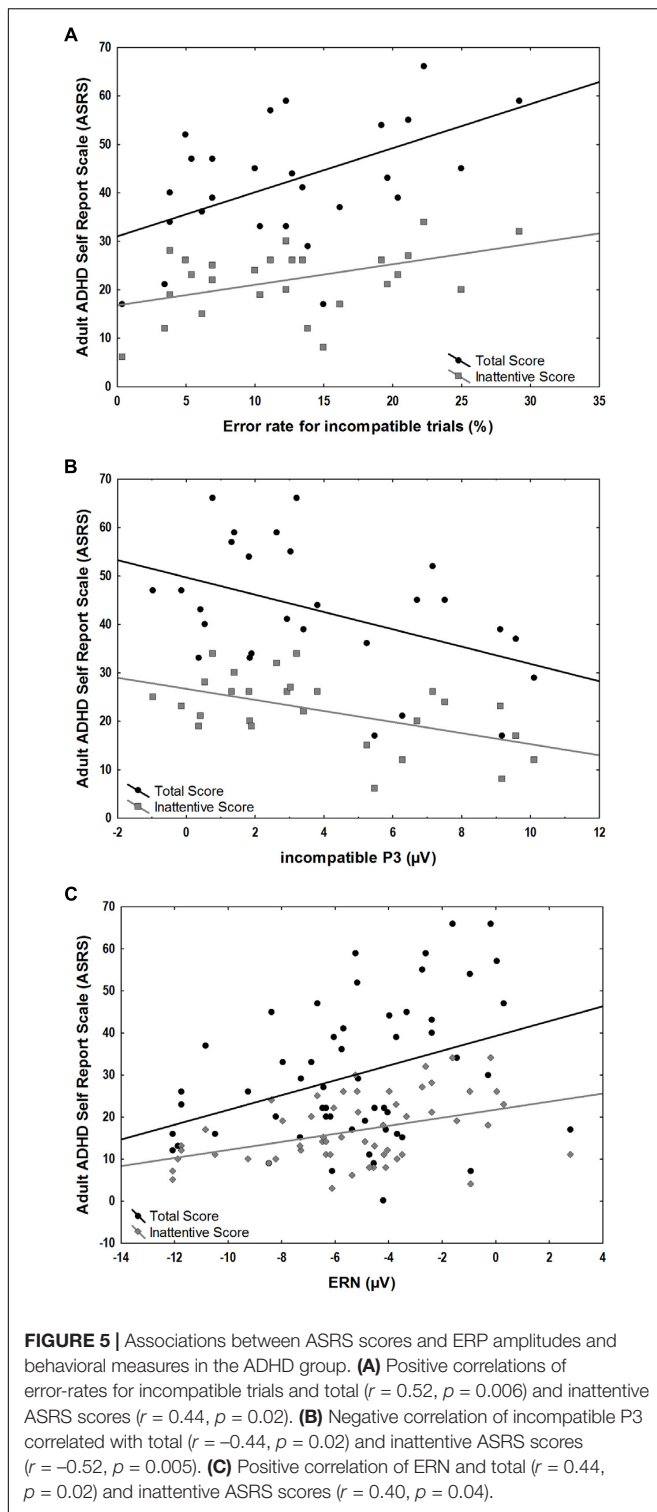 A
Adult ADHD Self Report Scale (ASRS)
70
60
50
40
30
20
10
0
Total Score
Inattentive Score
0 5 10 15 20 25 30 35
Error rate for incompatible trials (%)
B
Adult ADHD Self Report Scale (ASRS)
70
60
50
40
30
20
10
0
Total Score
Inattentive Score
-2 0 2 4 6 8 10 12
incompatible P3 (µV)
C
Adult ADHD Self Report Scale (ASRS)
70
60
50
40
30
20
10
0
-10
Total Score
Inattentive Score
-14 -12 -10 -8 -6 -4 -2 0 2 4
ERN (µV)
FIGURE 5 | Associations between ASRS scores and ERP amplitudes and
behavioral measures in the ADHD group. (A) Positive correlations of
error-rates for incompatible trials and total (r = 0.52, p = 0.006) and inattentive
ASRS scores (r = 0.44, p = 0.02). (B) Negative correlation of incompatible P3
correlated with total (r = –0.44, p = 0.02) and inattentive ASRS scores
(r = –0.52, p = 0.005). (C) Positive correlation of ERN and total (r = 0.44,
p = 0.02) and inattentive ASRS scores (r = 0.40, p = 0.04).